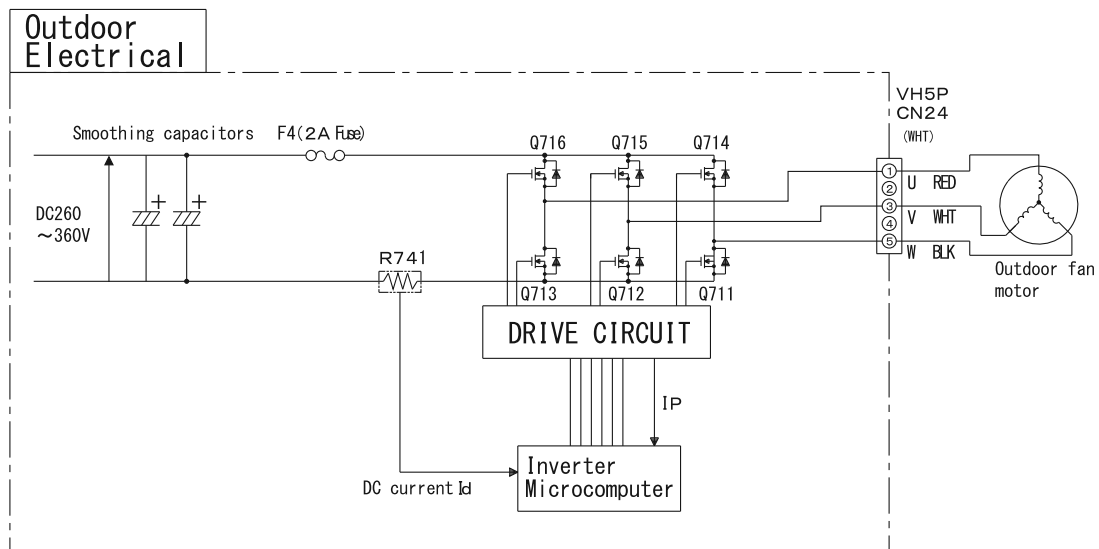 Outdoor
Electrical
VH5P
CN24
(WHT)
Smoothing capacitors
F4(2A Fuse)
Q716
Q715
Q714
DC260
～360V
+
+
R741
Q713
Q712
Q711
1
2
3
4
5
U RED
V WHT
W BLK
Outdoor fan
motor
DRIVE CIRCUIT
IP
Inverter
Microcomputer
DC current Id